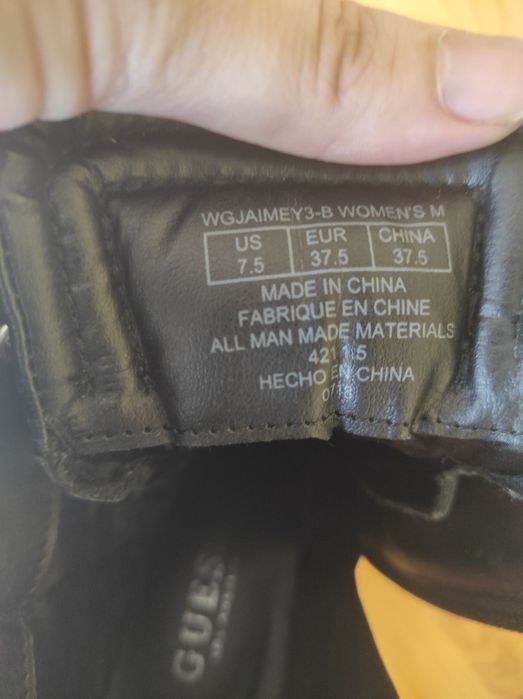 WGJAIMEY3-B WOMEN'S M
US EUR CHINA
7.5 37.5 37.5
MADE IN CHINA
FABRIQUE EN CHINE
ALL MAN MADE MATERIALS
HECHO EN CHINA
GUES